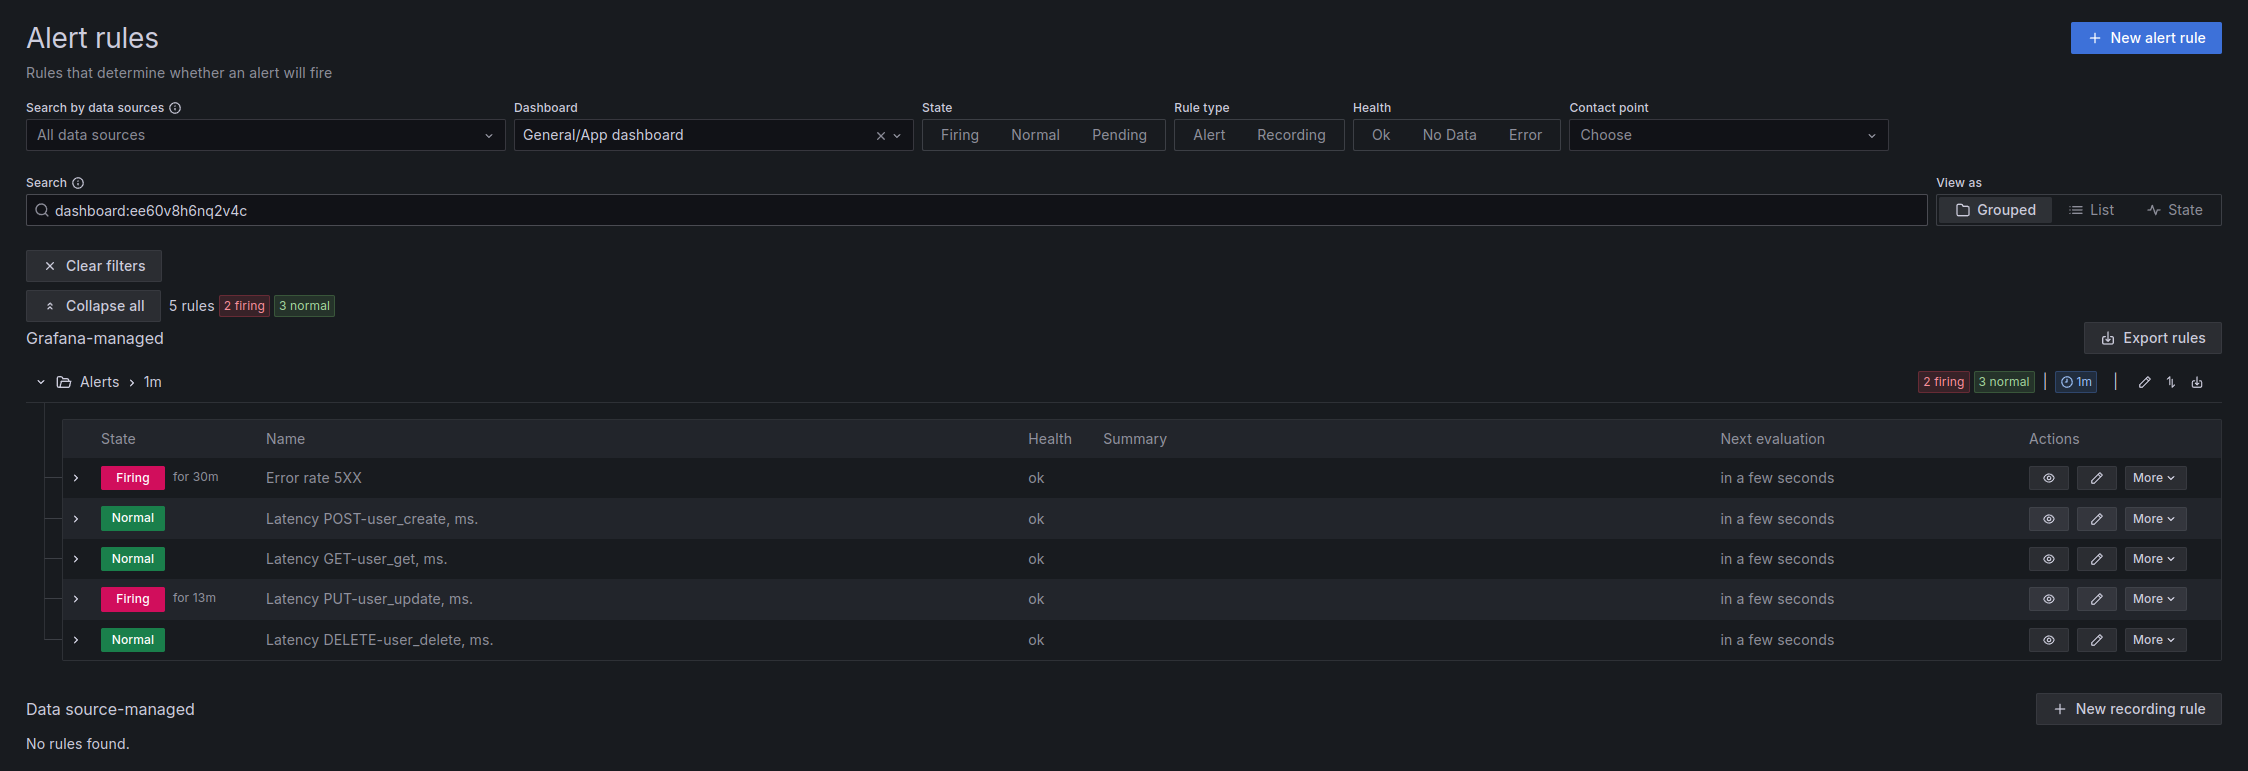 Alert rules
New alert rule
Rules that determine whether an alert will fire
Search by data sources
Dashboard
State
Rule type
Health
Contact point
All data sources
General/App dashboard
Firing Normal Pending
Alert Recording
Ok No Data Error
Choose
Search
View as
dashboard:ee60v8h6nq2v4c
Grouped List State
Clear filters
Collapse all 5 rules 2 firing 3 normal
Grafana-managed
Export rules
Alerts > 1m
2 firing 3 normal | 1m |
State Name Health Summary Next evaluation Actions
Firing for 30m Error rate 5XX ok in a few seconds More
Normal Latency POST-user_create, ms. ok in a few seconds More
Normal Latency GET-user_get, ms. ok in a few seconds More
Firing for 13m Latency PUT-user_update, ms. ok in a few seconds More
Normal Latency DELETE-user_delete, ms. ok in a few seconds More
Data source-managed
New recording rule
No rules found.